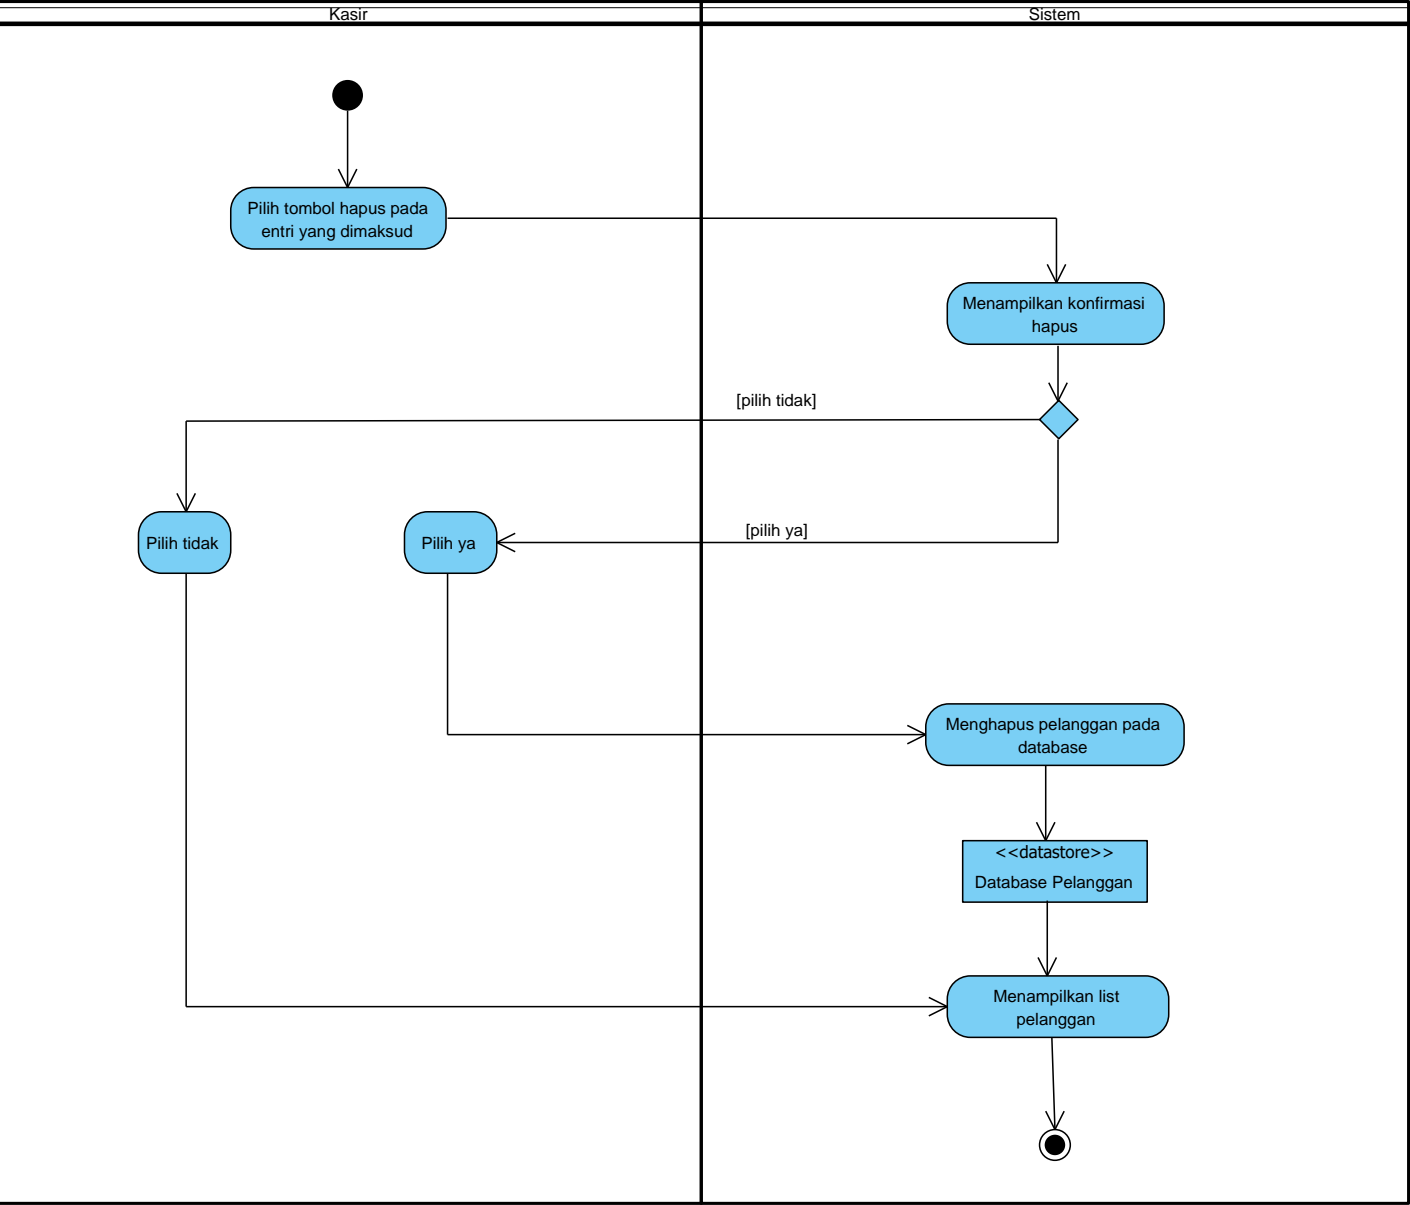 Kasir
Sistem
Pilih tombol hapus pada
entri yang dimaksud
Menampilkan konfirmasi
hapus
[pilih tidak]
[pilih ya]
Pilih tidak
Pilih ya
Menghapus pelanggan pada
database
<<datastore>>
Database Pelanggan
Menampilkan list
pelanggan